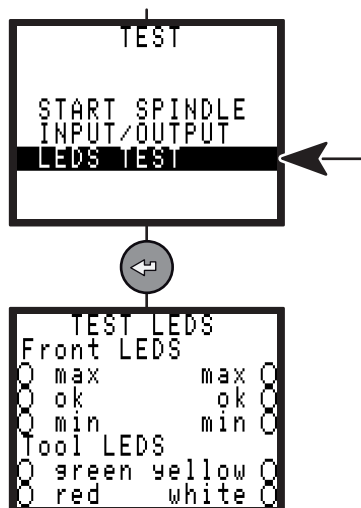 TEST
START SPINDLE
INPUT/OUTPUT
LEDS TEST
TEST LEDS
Front LEDS
max max
ok ok
min min
Tool LEDS
green yellow
red white